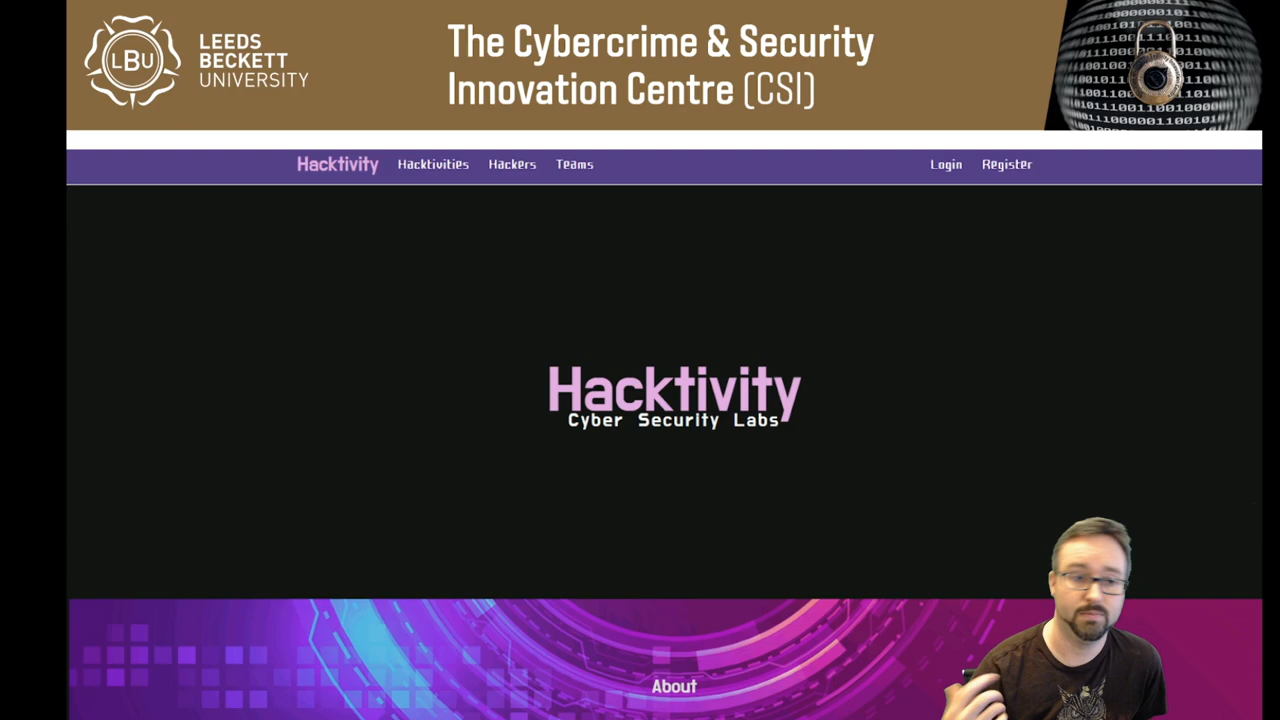 LEEDS
BECKETT
UNIVERSITY
LBU
The Cybercrime & Security
Innovation Centre (CSI)
Hacktivity Hacktivities Hackers Teams Login Register
Hacktivity
Cyber Security Labs
About